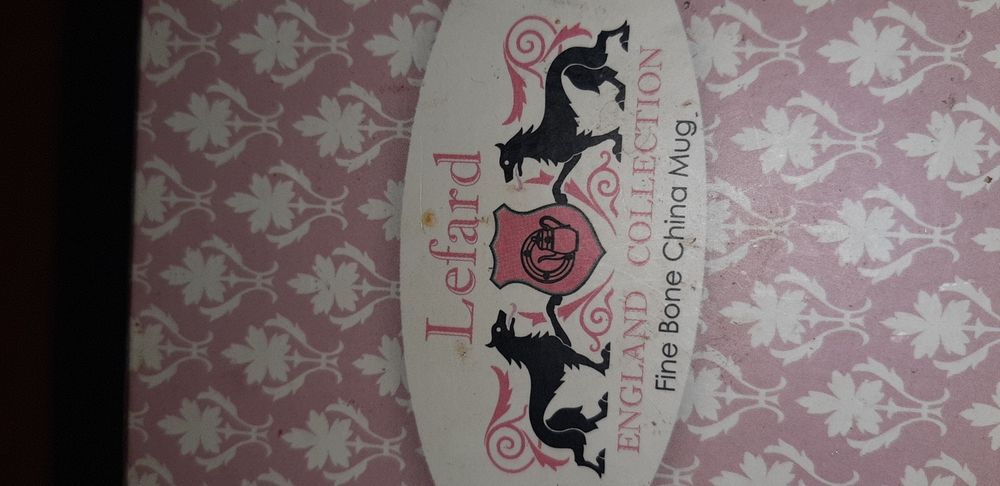 Lefard
ENGLAND COLLECTION
Fine Bone China Mug